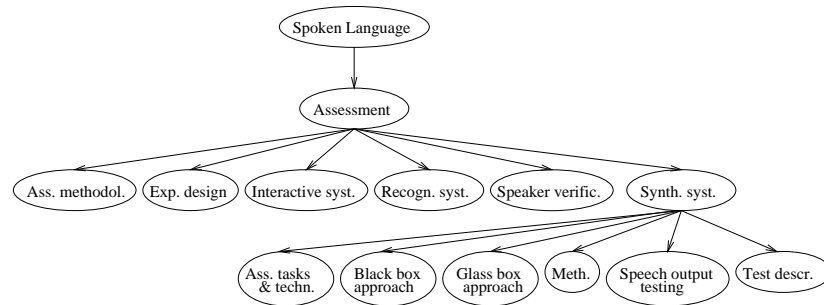 Spoken Language
Assessment
Ass. methodol.
Exp. design
Interactive syst.
Recogn. syst.
Speaker verific.
Synth. syst.
Ass. tasks
& techn.
Black box
approach
Glass box
approach
Meth.
Speech output
testing
Test descr.